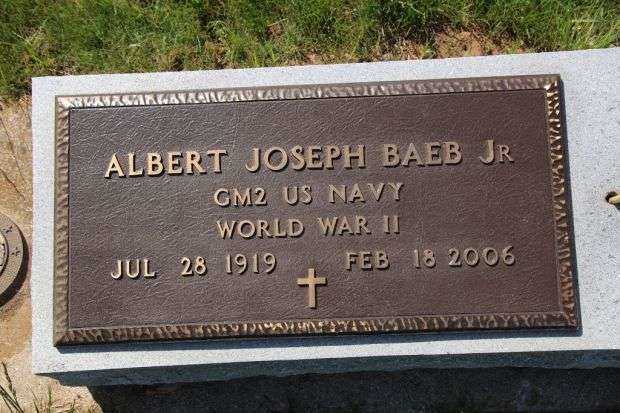 ALBERT JOSEPH BAEB JR
GM2 US NAVY
WORLD WAR II
JUL 28 1919 FEB 18 2006